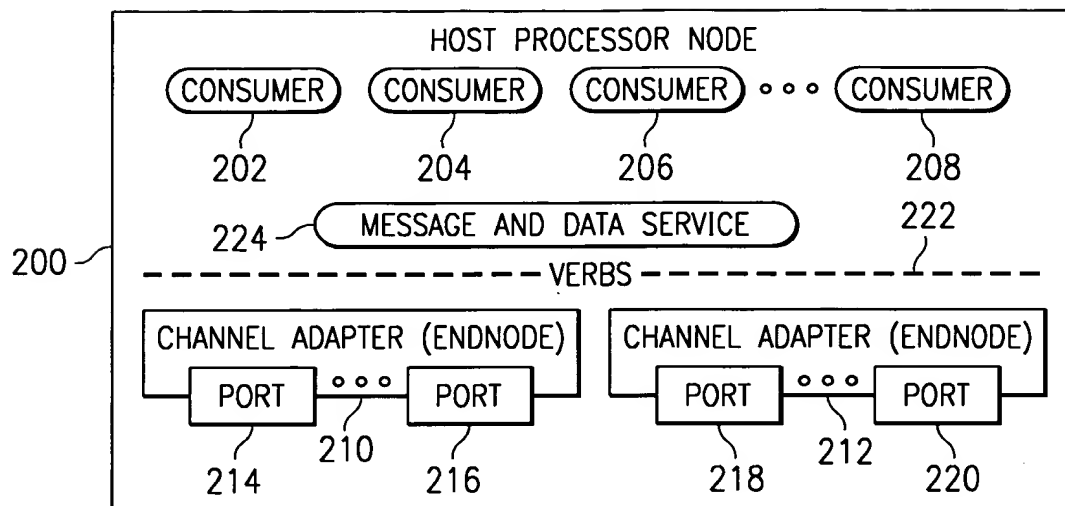 HOST PROCESSOR NODE
CONSUMER CONSUMER CONSUMER CONSUMER
202 204 206 208
224 MESSAGE AND DATA SERVICE 222
200
VERBS
CHANNEL ADAPTER (ENDNODE) CHANNEL ADAPTER (ENDNODE)
PORT PORT PORT PORT
210 212
214 216 218 220